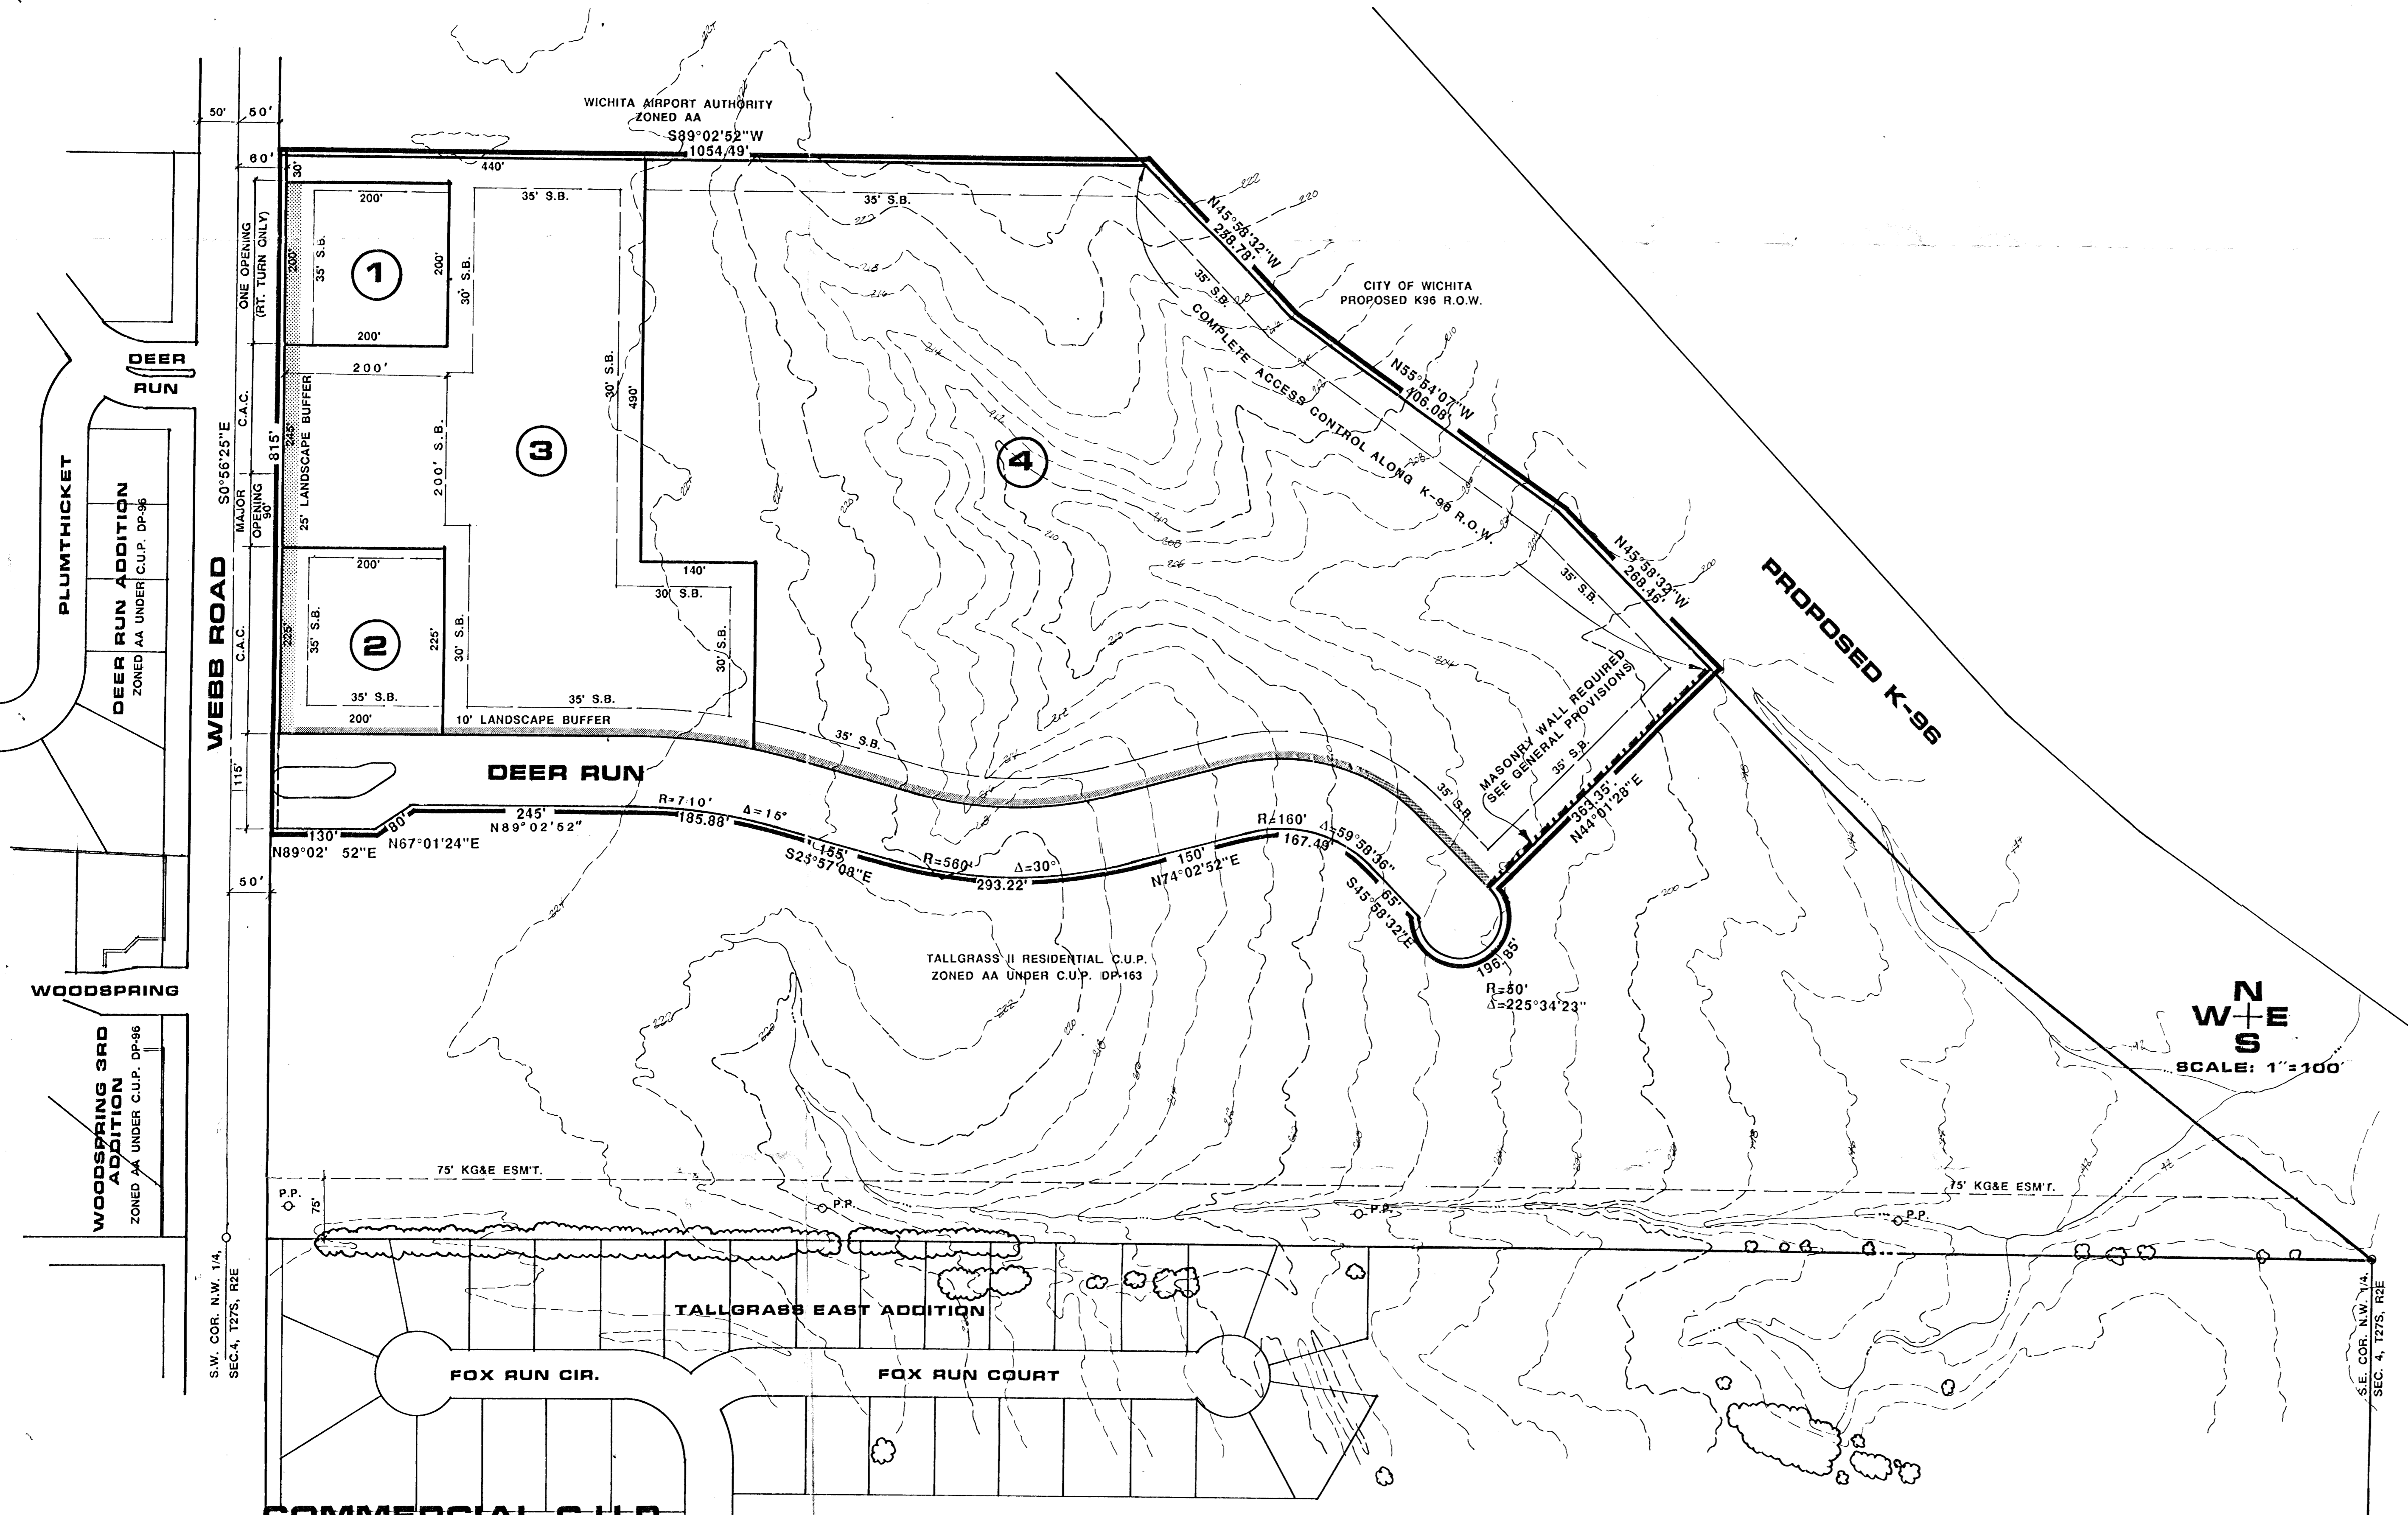 WICHITA AIRPORT AUTHORITY
ZONED AA
S89°02'52"W
1054.49'
50'
60'
60'
30'
440'
200'
35' S.B.
35' S.B.
ONE OPENING
(RT. TURN ONLY)
200'
35' S.B.
1
200'
30' S.B.
200'
200'
C.A.C.
245'
25' LANDSCAPE BUFFER
815'
S0°56'25"E
200' S.B.
3
30' S.B.
490'
4
MAJOR
OPENING
90'
140'
30' S.B.
30' S.B.
200'
C.A.C.
225'
35' S.B.
2
225'
30' S.B.
35' S.B.
35' S.B.
200'
10' LANDSCAPE BUFFER
N45°58'32"W
258.78'
35' S.B.
CITY OF WICHITA
PROPOSED K96 R.O.W.
COMPLETE ACCESS CONTROL ALONG K-96 R.O.W.
N55°54'07"W
406.08'
N45°58'32"W
268.46'
35' S.B.
PROPOSED K-96
MASONRY WALL REQUIRED
SEE GENERAL PROVISIONS)
35' S.B.
363.35'
N44°01'28"E
35' S.B.
35' S.B.
DEER
RUN
PLUMTHICKET
DEER RUN ADDITION
ZONED AA UNDER C.U.P. DP-96
WEBB ROAD
115'
DEER RUN
130'
N89°02' 52"E
80'
N67°01'24"E
245'
N89°02'52"
R=710'
185.88'
Δ=15°
155'
R=560'
Δ=30°
293.22'
150'
N74°02'52"E
R=160'
Δ=59°58'36"
167.49'
65'
S45°58'32"E
196.85'
R=50'
Δ=225°34'23"
50'
TALLGRASS II RESIDENTIAL C.U.P.
ZONED AA UNDER C.U.P. DP-163
WOODSPRING
WOODSPRING 3RD
ADDITION
ZONED AA UNDER C.U.P. DP-96
N
W E
S
SCALE: 1"=100'
75' KG&E ESM'T.
75' KG&E ESM'T.
P.P.
75'
P.P.
P.P.
P.P.
S.W. COR. N.W. 1/4,
SEC.4, T27S, R2E
TALLGRASS EAST ADDITION
FOX RUN CIR.
FOX RUN COURT
S.E. COR. N.W. 1/4,
SEC. 4, T27S, R2E
COMMERCIAL C.U.P.